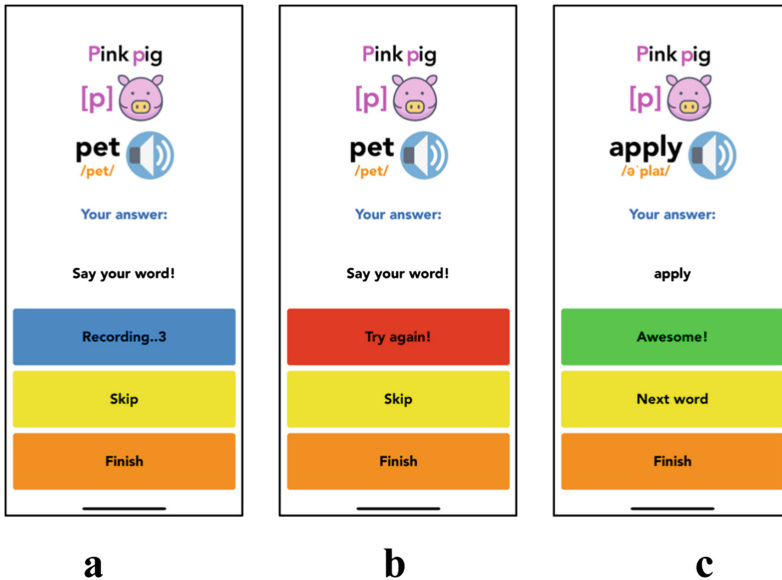 Pink pig
[p]
pet
/pet/
Your answer:
Say your word!
Recording..3
Skip
Finish
a
Pink pig
[p]
pet
/pet/
Your answer:
Say your word!
Try again!
Skip
Finish
b
Pink pig
[p]
apply
/ə`plaɪ/
Your answer:
apply
Awesome!
Next word
Finish
c